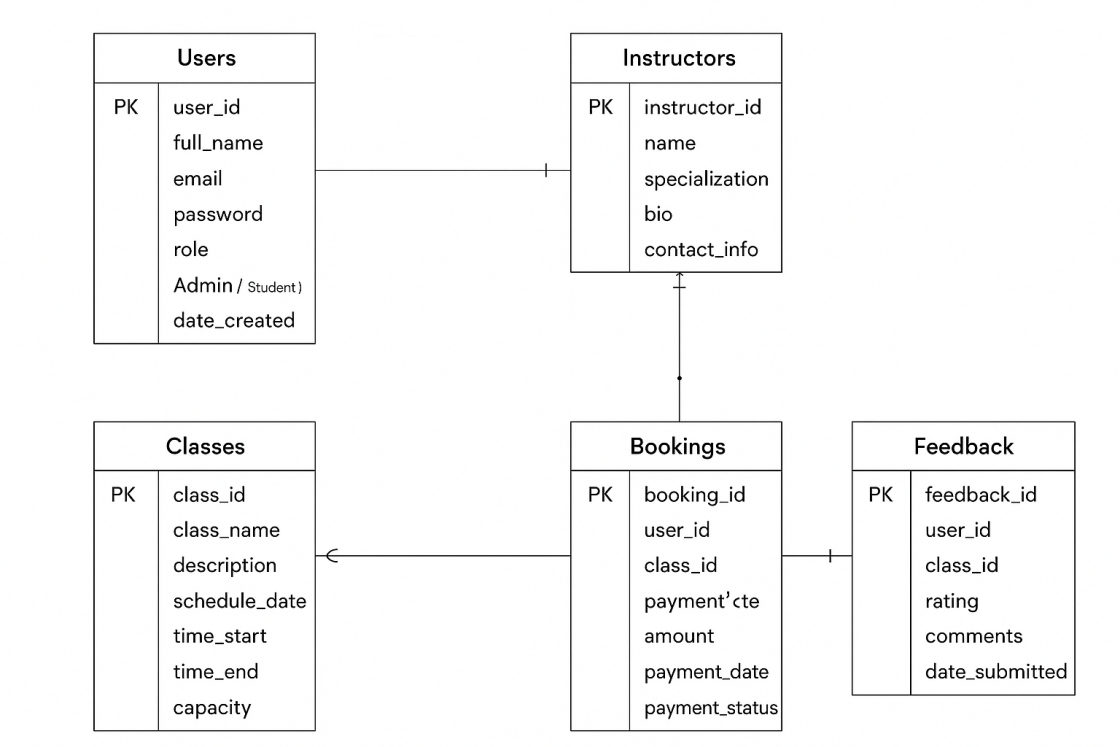 Users
PK user_id
full_name
email
password
role
Admin / Student)
date_created
Instructors
PK instructor_id
name
specialization
bio
contact_info
Classes
PK class_id
class_name
description
schedule_date
time_start
time_end
capacity
Bookings
PK booking_id
user_id
class_id
amount
payment_date
payment_status
Feedback
PK feedback_id
user_id
class_id
rating
comments
date_submitted